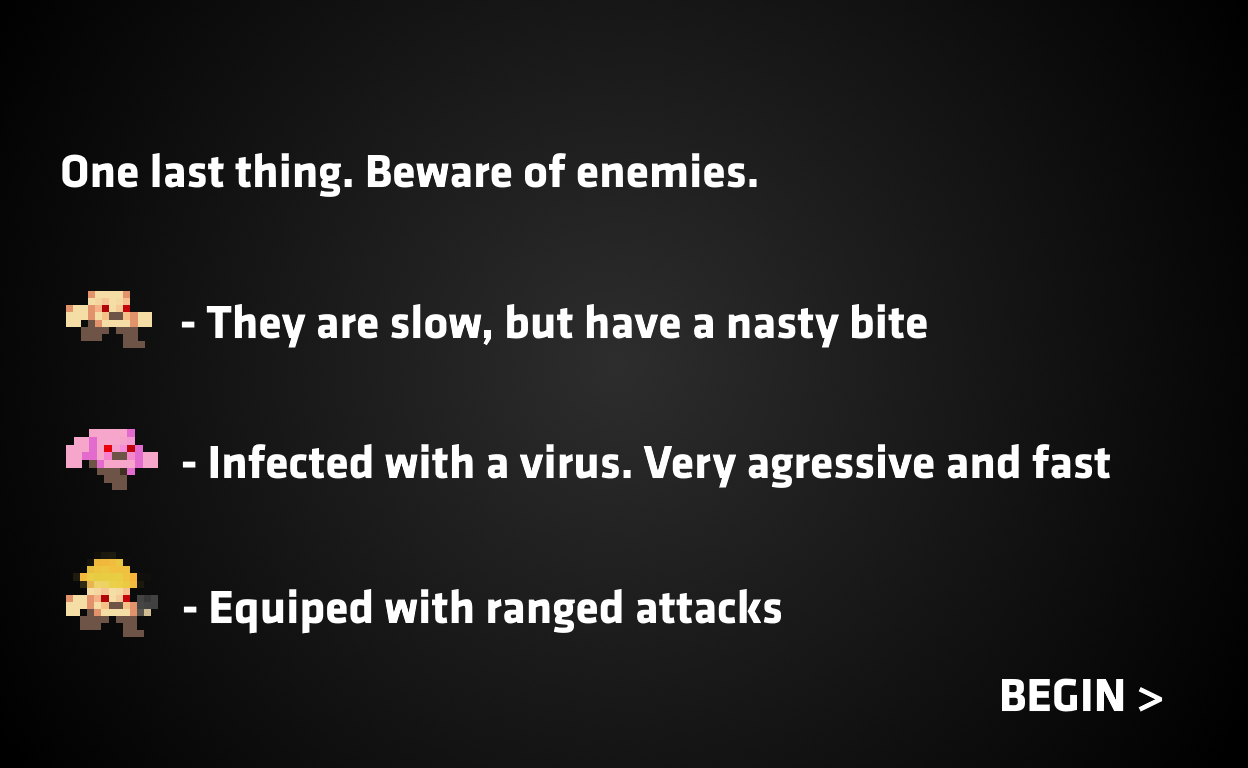 One last thing. Beware of enemies.
- They are slow, but have a nasty bite
- Infected with a virus. Very agressive and fast
- Equiped with ranged attacks
BEGIN >